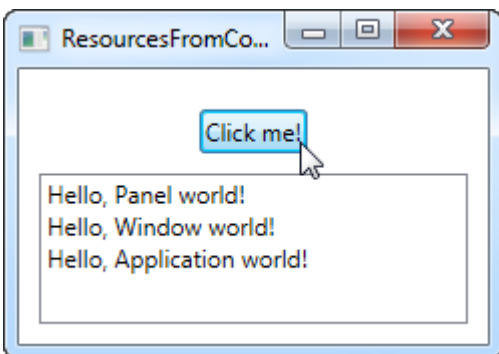 ResourcesFromCo...
Click me!
Hello, Panel world!
Hello, Window world!
Hello, Application world!